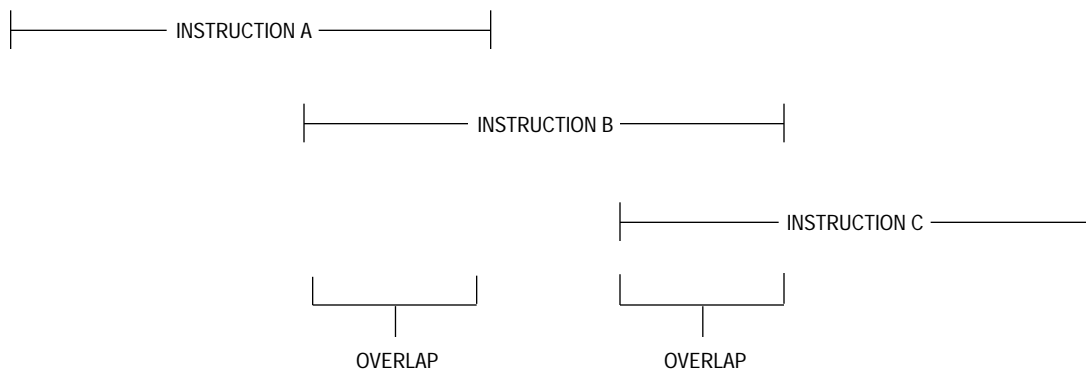 INSTRUCTION A
INSTRUCTION B
INSTRUCTION C
OVERLAP
OVERLAP